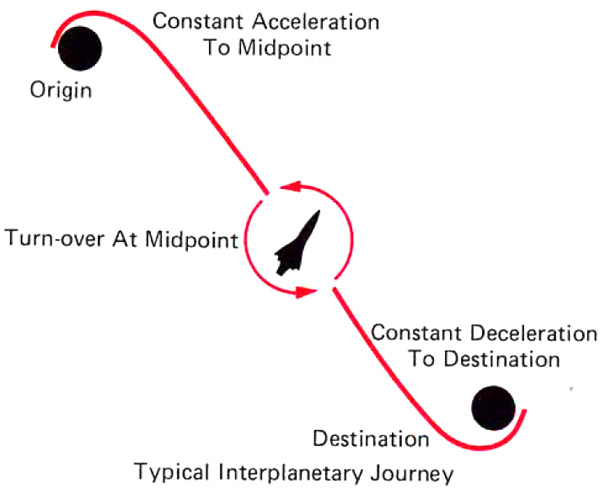 Constant Acceleration
To Midpoint
Origin
Turn-over At Midpoint
Constant Deceleration
To Destination
Destination
Typical Interplanetary Journey